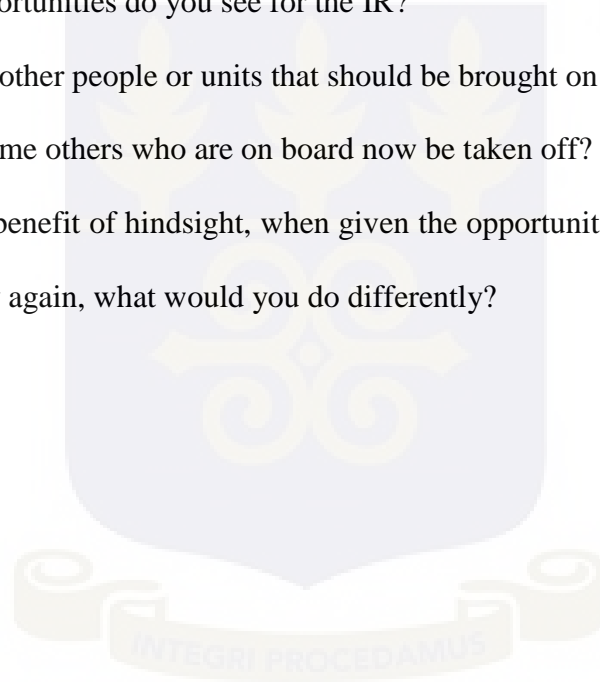 ortunities do you see for the IR?
other people or units that should be brought on
me others who are on board now be taken off?
benefit of hindsight, when given the opportunit
again, what would you do differently?
INTEGRI PROCEDAMUS